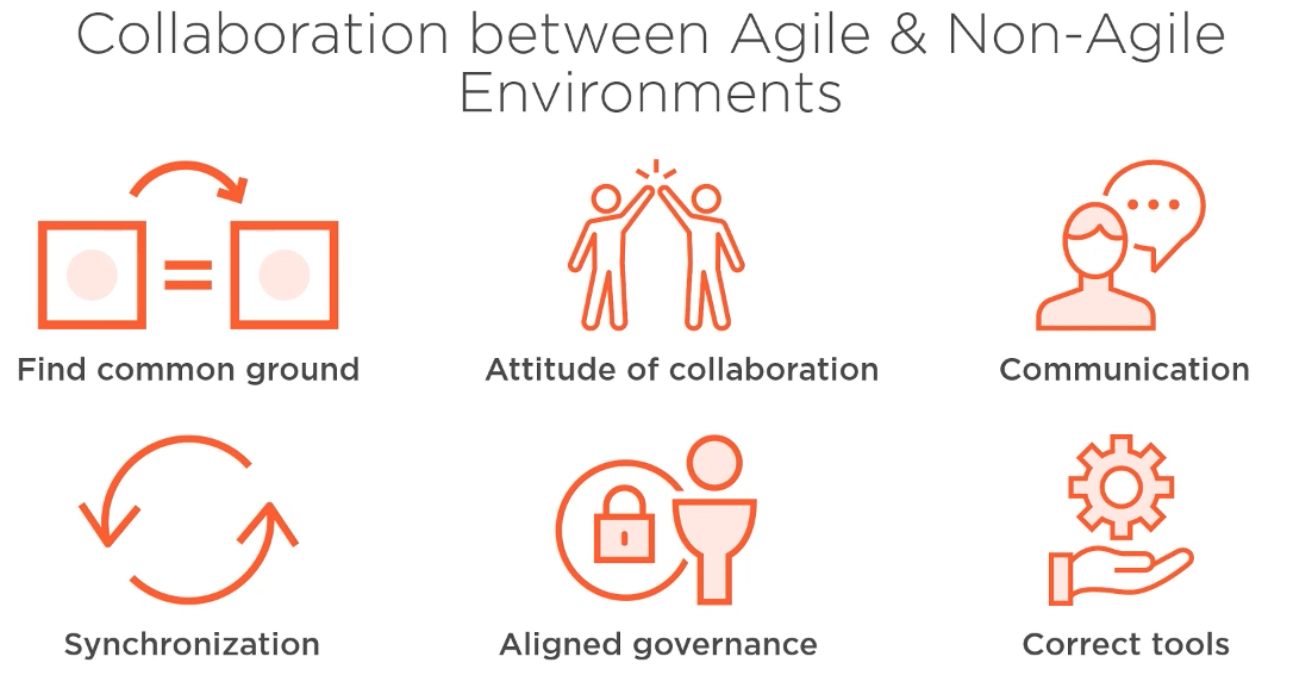 Collaboration between Agile & Non-Agile
Environments
Find common ground
Attitude of collaboration
Communication
Synchronization
Aligned governance
Correct tools